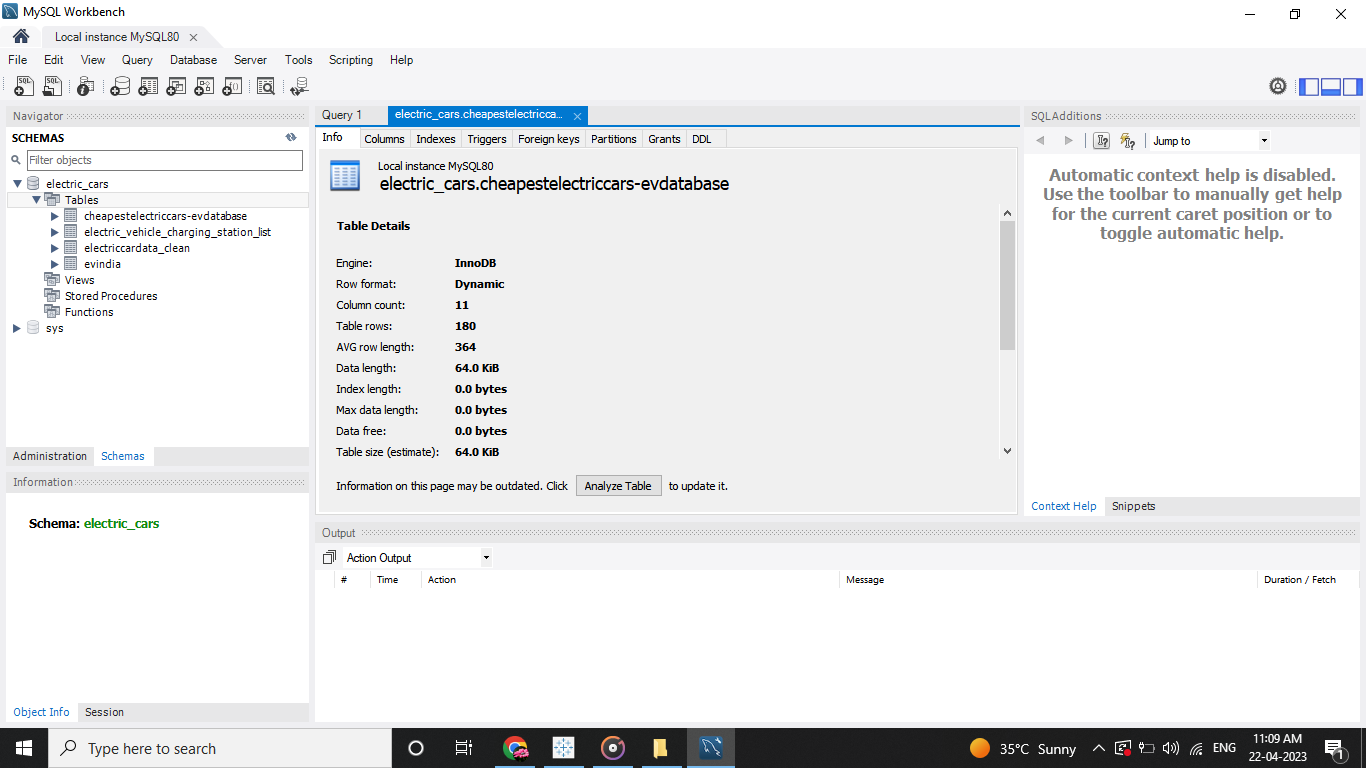 MySQL Workbench
Local instance MySQL80
File Edit View Query Database Server Tools Scripting Help
Navigator
SCHEMAS
Filter objects
electric_cars
Tables
cheapestelectriccars-evdatabase
electric_vehicle_charging_station_list
electriccardata_clean
evindia
Views
Stored Procedures
Functions
sys
Administration Schemas
Information
Schema: electric_cars
Object Info Session
Query 1 electric_cars.cheapestelectricca...
Info Columns Indexes Triggers Foreign keys Partitions Grants DDL
Local instance MySQL80
electric_cars.cheapestelectriccars-evdatabase
Table Details
Engine: InnoDB
Row format: Dynamic
Column count: 11
Table rows: 180
AVG row length: 364
Data length: 64.0 KiB
Index length: 0.0 bytes
Max data length: 0.0 bytes
Data free: 0.0 bytes
Table size (estimate): 64.0 KiB
Information on this page may be outdated. Click Analyze Table to update it.
SQLAdditions
Jump to
Automatic context help is disabled.
Use the toolbar to manually get help
for the current caret position or to
toggle automatic help.
Context Help Snippets
Output
Action Output
# Time Action Message Duration / Fetch
Type here to search
35°C Sunny
ENG
11:09 AM
22-04-2023
1